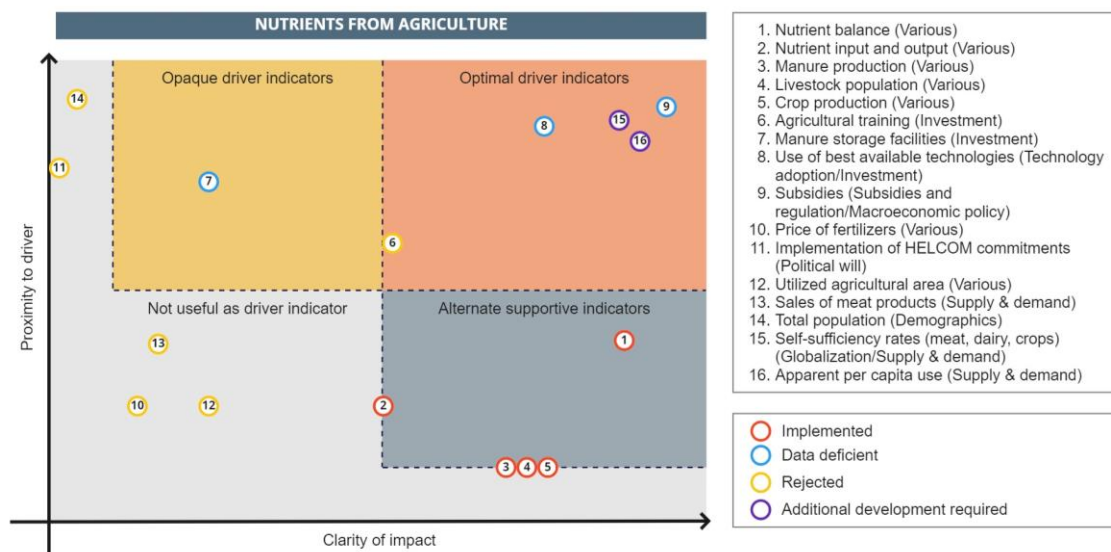 NUTRIENTS FROM AGRICULTURE
Opaque driver indicators
Optimal driver indicators
14
9
15
8
16
11
7
6
Proximity to driver
Not useful as driver indicator
Alternate supportive indicators
13
1
10
12
2
3
4
5
Clarity of impact
1. Nutrient balance (Various)
2. Nutrient input and output (Various)
3. Manure production (Various)
4. Livestock population (Various)
5. Crop production (Various)
6. Agricultural training (Investment)
7. Manure storage facilities (Investment)
8. Use of best available technologies (Technology
adoption/Investment)
9. Subsidies (Subsidies and
regulation/Macroeconomic policy)
10. Price of fertilizers (Various)
11. Implementation of HELCOM commitments
(Political will)
12. Utilized agricultural area (Various)
13. Sales of meat products (Supply & demand)
14. Total population (Demographics)
15. Self-sufficiency rates (meat, dairy, crops)
(Globalization/Supply & demand)
16. Apparent per capita use (Supply & demand)
Implemented
Data deficient
Rejected
Additional development required